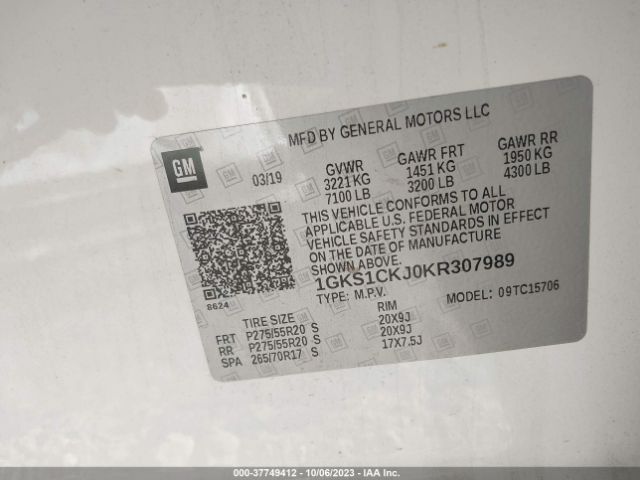 MFD BY GENERAL MOTORS LLC
GM
03/19
GVWR GAWR FRT GAWR RR
3221 KG 1451 KG 1950 KG
7100 LB 3200 LB 4300 LB
THIS VEHICLE CONFORMS TO ALL
APPLICABLE U.S. FEDERAL MOTOR
VEHICLE SAFETY STANDARDS IN EFFECT
ON THE DATE OF MANUFACTURE
SHOWN ABOVE.
1GKS1CKJ0KR307989
TYPE: M.P.V. MODEL: 09TC15706
8624
TIRE SIZE RIM
FRT P275/55R20 S 20X9J
RR P275/55R20 S 20X9J
SPA 265/70R17 S 17X7.5J
000-37749412 - 10/06/2023 - IAA Inc.